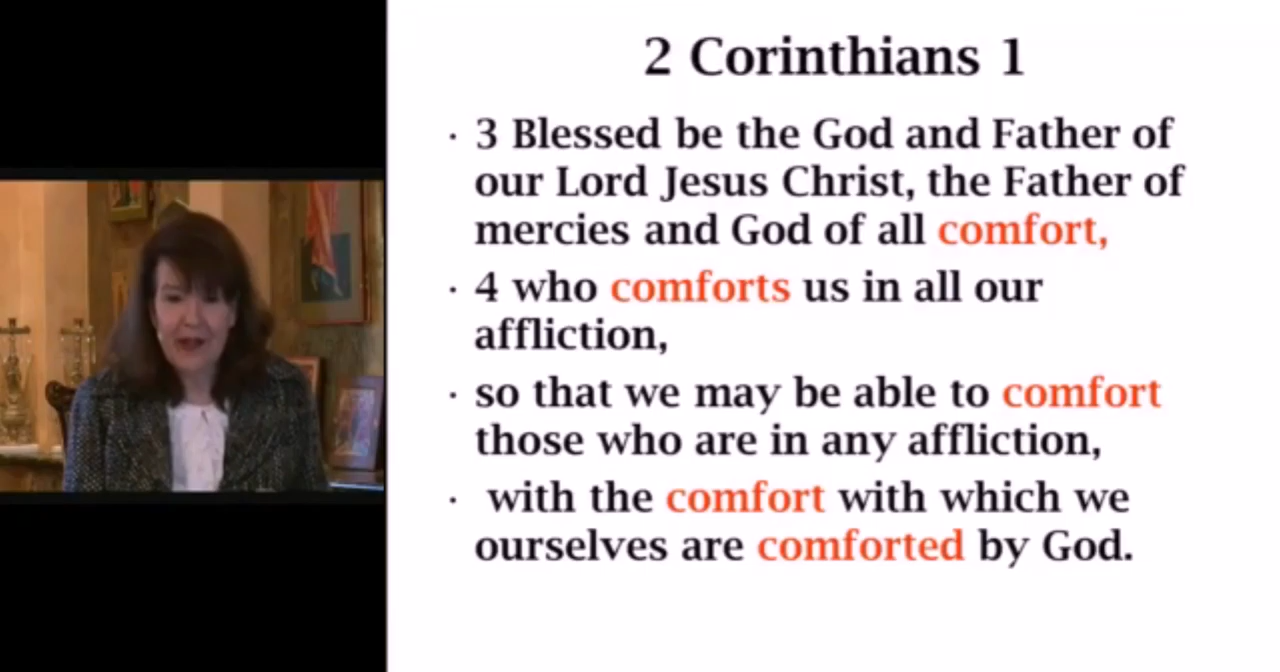 2 Corinthians 1
· 3 Blessed be the God and Father of
our Lord Jesus Christ, the Father of
mercies and God of all comfort,
· 4 who comforts us in all our
affliction,
· so that we may be able to comfort
those who are in any affliction,
· with the comfort with which we
ourselves are comforted by God.